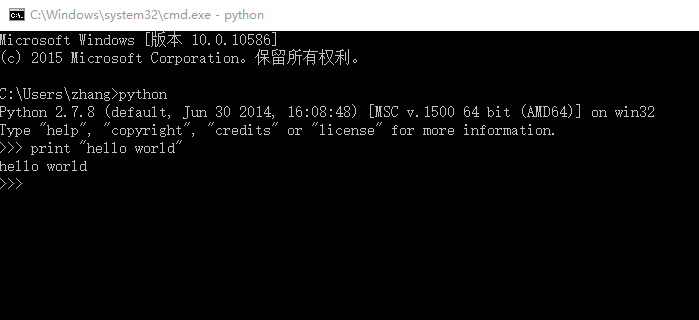 C:\Windows\system32\cmd.exe - python
Microsoft Windows [版本 10.0.10586]
(c) 2015 Microsoft Corporation。保留所有权利。
C:\Users\zhang>python
Python 2.7.8 (default, Jun 30 2014, 16:08:48) [MSC v.1500 64 bit (AMD64)] on win32
Type "help", "copyright", "credits" or "license" for more information.
>>> print "hello world"
hello world
>>>